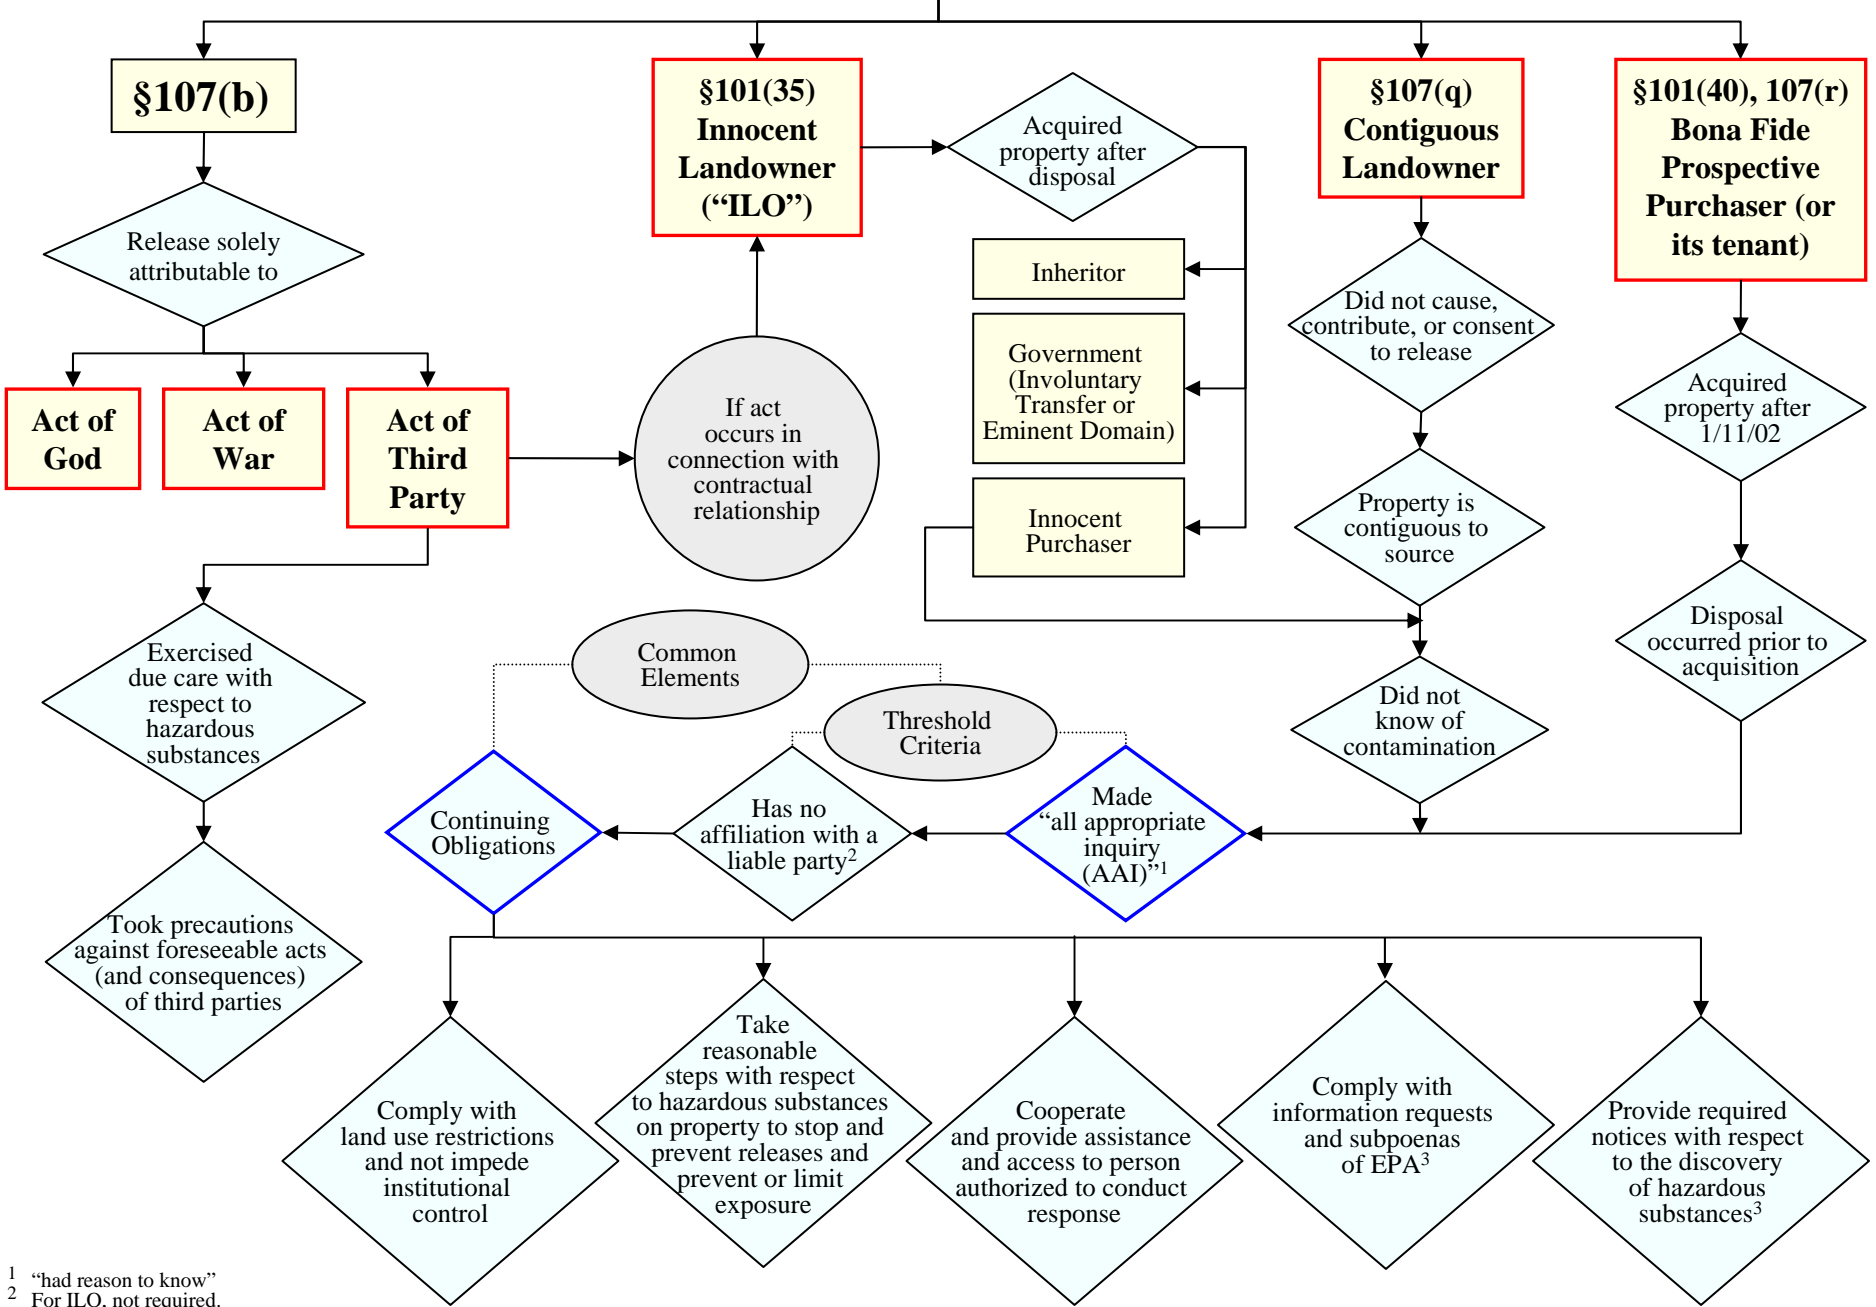 §107(b)
§101(35)
Innocent
Landowner
(“ILO”)
Acquired
property after
disposal
§107(q)
Contiguous
Landowner
§101(40), 107(r)
Bona Fide
Prospective
Purchaser (or
its tenant)
Release solely
attributable to
Inheritor
Government
(Involuntary
Transfer or
Eminent Domain)
Innocent
Purchaser
Did not cause,
contribute, or consent
to release
Acquired
property after
1/11/02
Act of
God
Act of
War
Act of
Third
Party
If act
occurs in
connection with
contractual
relationship
Property is
contiguous to
source
Disposal
occurred prior to
acquisition
Exercised
due care with
respect to
hazardous
substances
Common
Elements
Threshold
Criteria
Did not
know of
contamination
Continuing
Obligations
Has no
affiliation with a
liable party2
Made
“all appropriate
inquiry
(AAI)”1
Took precautions
against foreseeable acts
(and consequences)
of third parties
Comply with
land use restrictions
and not impede
institutional
control
Take
reasonable
steps with respect
to hazardous substances
on property to stop and
prevent releases and
prevent or limit
exposure
Cooperate
and provide assistance
and access to person
authorized to conduct
response
Comply with
information requests
and subpoenas
of EPA3
Provide required
notices with respect
to the discovery
of hazardous
substances3
1 “had reason to know”
2 For ILO, not required.